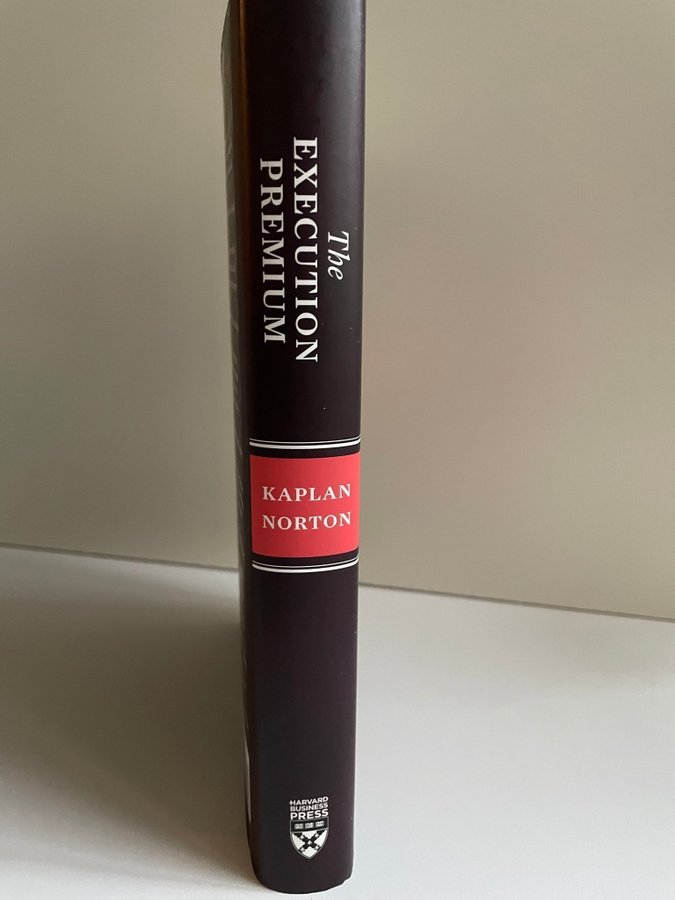 The
EXECUTION
PREMIUM
KAPLAN
NORTON
HARVARD
BUSINESS
PRESS